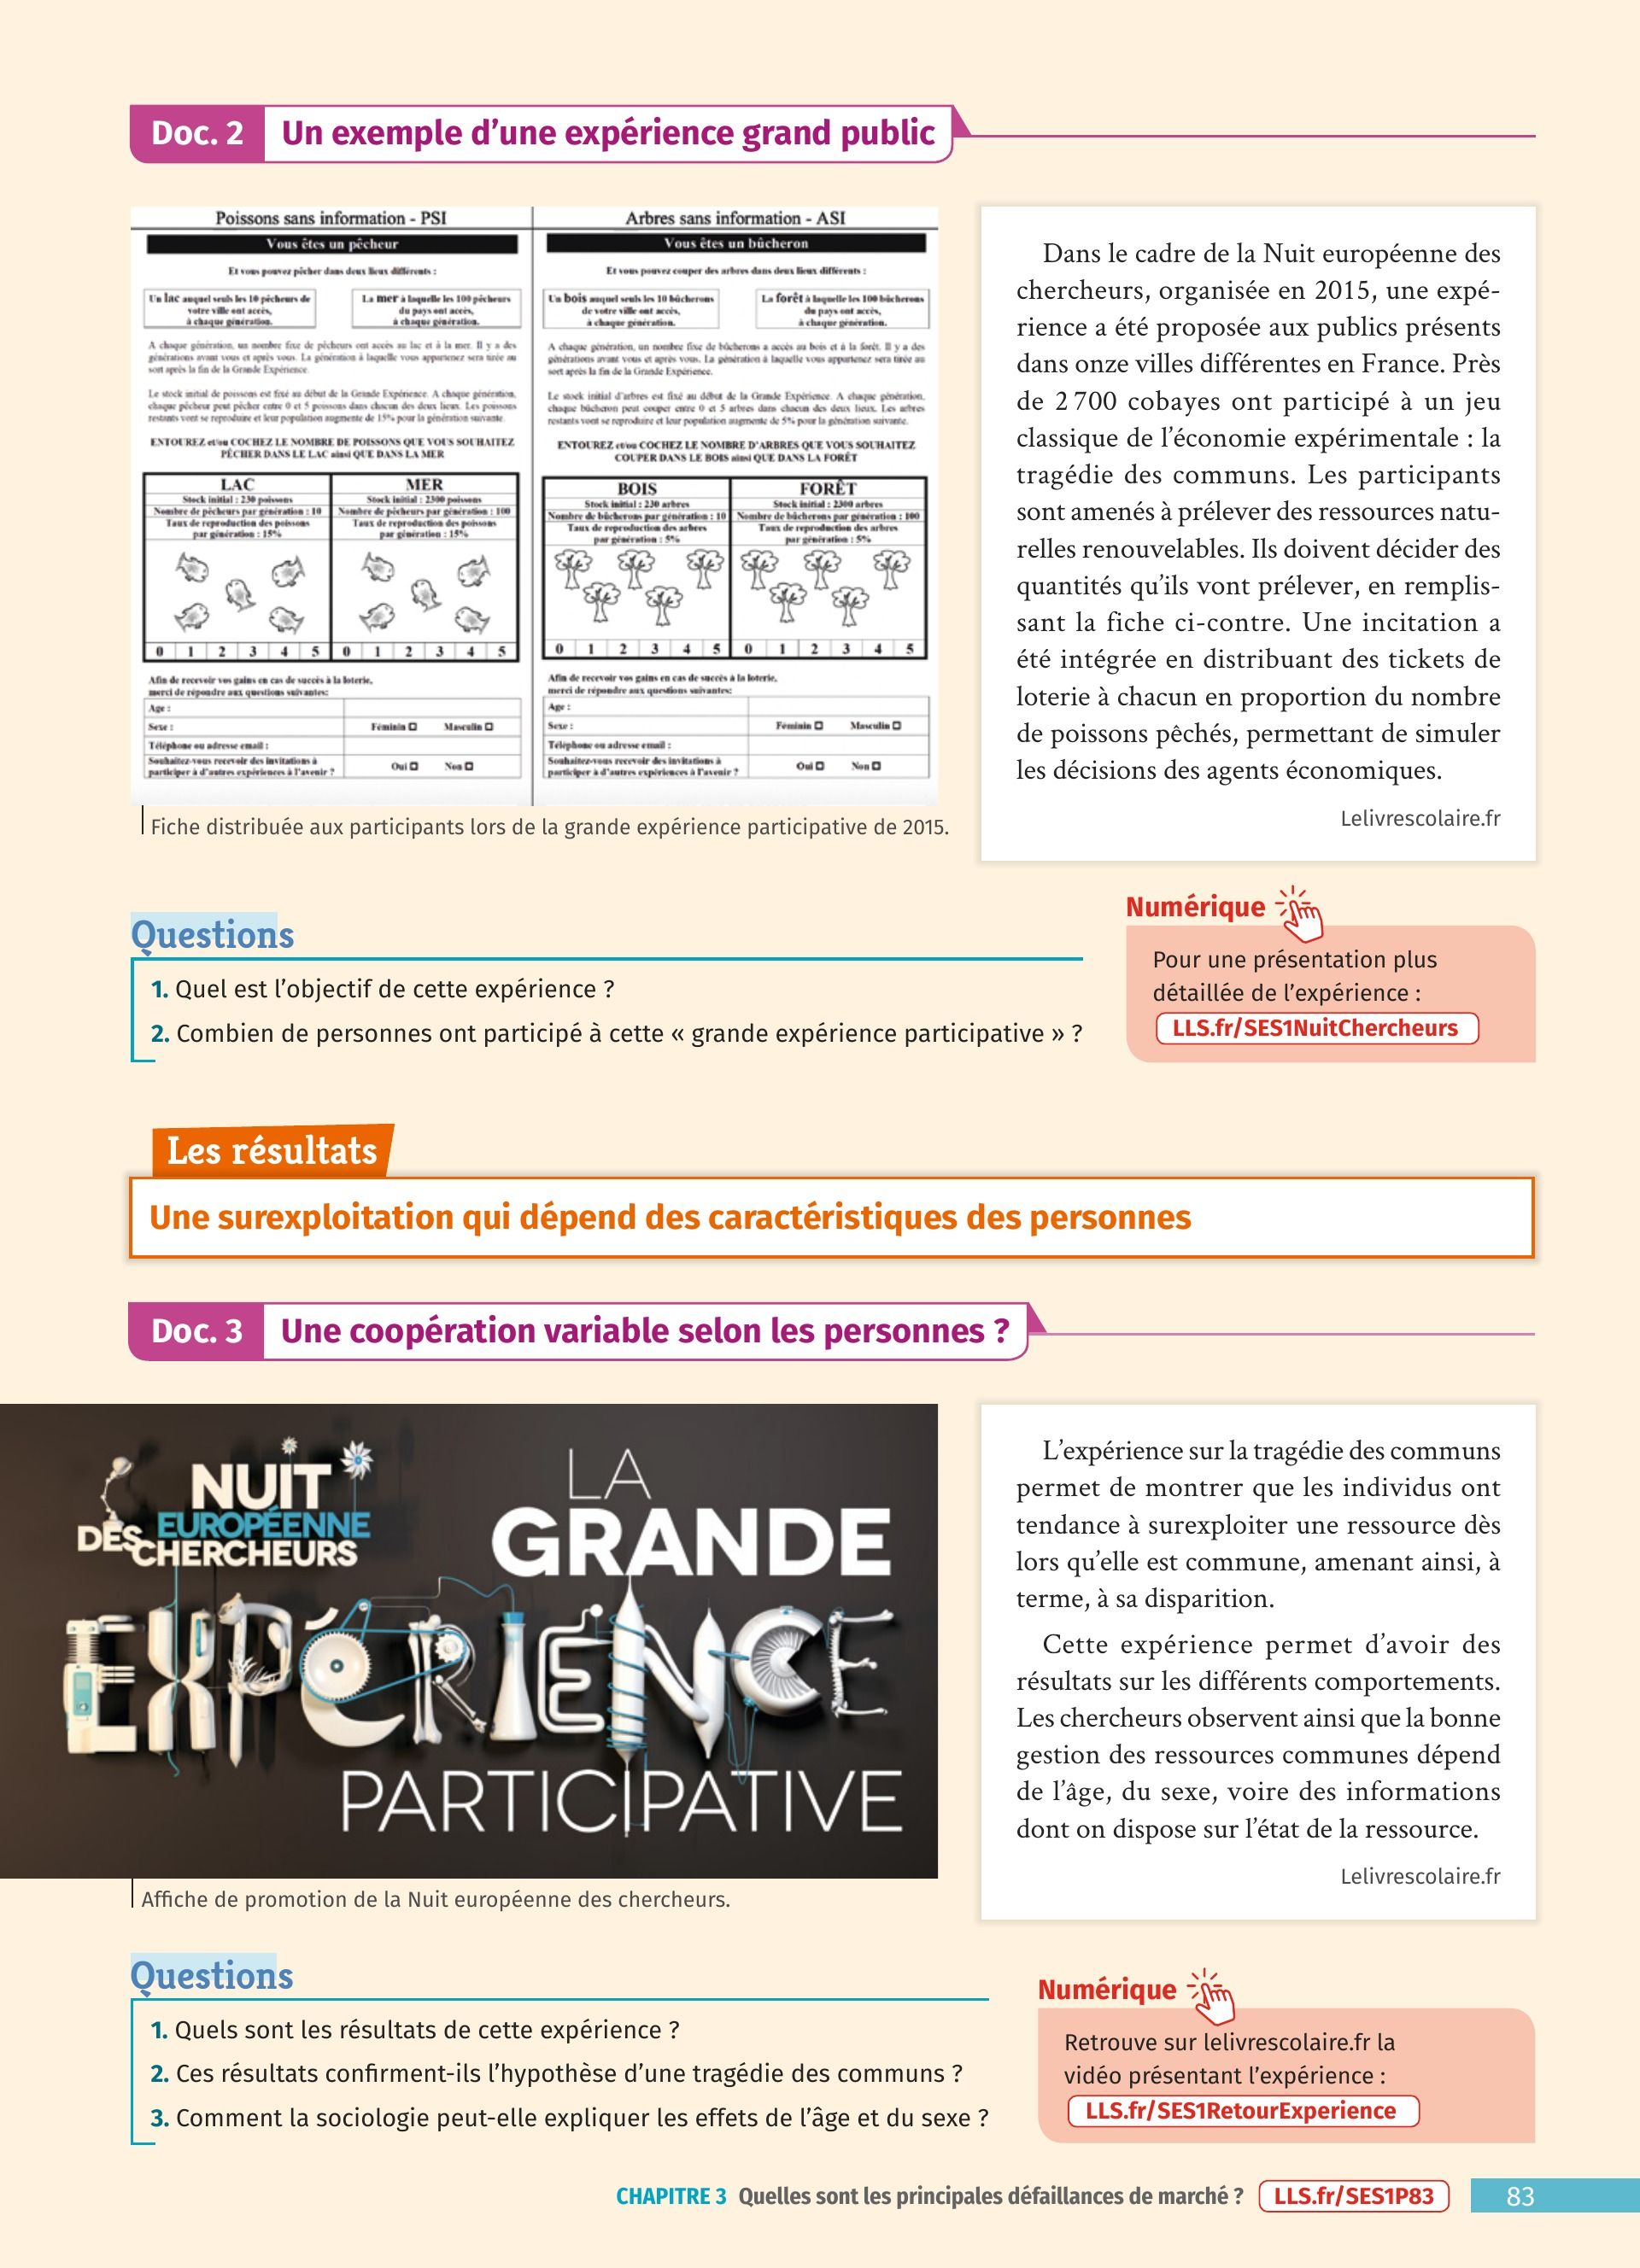 Doc. 2 Un exemple d’une expérience grand public
Poissons sans information - PSI
Vous êtes un pêcheur
Et vous pouvez pêcher dans deux lieux différents :
Un lac auquel seuls les 10 pêcheurs de
votre ville ont accès,
à chaque génération.
La mer à laquelle les 100 pêcheurs
du pays ont accès,
à chaque génération.
A chaque génération, un nombre fixe de pêcheurs ont accès au lac et à la mer. Il y a des
générations avant vous et après vous. La génération à laquelle vous appartenez sera tirée au
sort après la fin de la Grande Expérience.
Le stock initial de poissons est fixé au début de la Grande Expérience. A chaque génération,
chaque pêcheur peut pêcher entre 0 et 5 poissons dans chacun des deux lieux. Les poissons
restants vont se reproduire et leur population augmente de 15% pour la génération suivante.
ENTOUREZ et/ou COCHEZ LE NOMBRE DE POISSONS QUE VOUS SOUHAITEZ
PÊCHER DANS LE LAC ainsi QUE DANS LA MER
LAC
Stock initial : 230 poissons
Nombre de pêcheurs par génération : 10
Taux de reproduction des poissons
par génération : 15%
0 1 2 3 4 5
MER
Stock initial : 2300 poissons
Nombre de pêcheurs par génération : 100
Taux de reproduction des poissons
par génération : 15%
0 1 2 3 4 5
Afin de recevoir vos gains en cas de succès à la loterie,
merci de répondre aux questions suivantes:
Age :
Sexe : Féminin Masculin
Téléphone ou adresse email :
Souhaitez-vous recevoir des invitations à
participer à d'autres expériences à l'avenir ? Oui Non
Arbres sans information - ASI
Vous êtes un bûcheron
Et vous pouvez couper des arbres dans deux lieux différents :
Un bois auquel seuls les 10 bûcherons
de votre ville ont accès,
à chaque génération.
La forêt à laquelle les 100 bûcherons
du pays ont accès,
à chaque génération.
A chaque génération, un nombre fixe de bûcherons a accès au bois et à la forêt. Il y a des
générations avant vous et après vous. La génération à laquelle vous appartenez sera tirée au
sort après la fin de la Grande Expérience.
Le stock initial d'arbres est fixé au début de la Grande Expérience. A chaque génération,
chaque bûcheron peut couper entre 0 et 5 arbres dans chacun des deux lieux. Les arbres
restants vont se reproduire et leur population augmente de 5% pour la génération suivante.
ENTOUREZ et/ou COCHEZ LE NOMBRE D'ARBRES QUE VOUS SOUHAITEZ
COUPER DANS LE BOIS ainsi QUE DANS LA FORÊT
BOIS
Stock initial : 230 arbres
Nombre de bûcherons par génération : 10
Taux de reproduction des arbres
par génération : 5%
0 1 2 3 4 5
FORÊT
Stock initial : 2300 arbres
Nombre de bûcherons par génération : 100
Taux de reproduction des arbres
par génération : 5%
0 1 2 3 4 5
Afin de recevoir vos gains en cas de succès à la loterie,
merci de répondre aux questions suivantes:
Age :
Sexe : Féminin Masculin
Téléphone ou adresse email :
Souhaitez-vous recevoir des invitations à
participer à d'autres expériences à l'avenir ? Oui Non
Fiche distribuée aux participants lors de la grande expérience participative de 2015.
Dans le cadre de la Nuit européenne des
chercheurs, organisée en 2015, une expé-
rience a été proposée aux publics présents
dans onze villes différentes en France. Près
de 2 700 cobayes ont participé à un jeu
classique de l’économie expérimentale : la
tragédie des communs. Les participants
sont amenés à prélever des ressources natu-
relles renouvelables. Ils doivent décider des
quantités qu’ils vont prélever, en remplis-
sant la fiche ci-contre. Une incitation a
été intégrée en distribuant des tickets de
loterie à chacun en proportion du nombre
de poissons pêchés, permettant de simuler
les décisions des agents économiques.
Lelivrescolaire.fr
Questions
1. Quel est l’objectif de cette expérience ?
2. Combien de personnes ont participé à cette « grande expérience participative » ?
Numérique
Pour une présentation plus
détaillée de l’expérience :
LLS.fr/SES1NuitChercheurs
Les résultats
Une surexploitation qui dépend des caractéristiques des personnes
Doc. 3 Une coopération variable selon les personnes ?
NUIT
EUROPÉENNE
DES CHERCHEURS
LA
GRANDE
EXPÉRIENCE
PARTICIPATIVE
Affiche de promotion de la Nuit européenne des chercheurs.
L’expérience sur la tragédie des communs
permet de montrer que les individus ont
tendance à surexploiter une ressource dès
lors qu’elle est commune, amenant ainsi, à
terme, à sa disparition.
Cette expérience permet d’avoir des
résultats sur les différents comportements.
Les chercheurs observent ainsi que la bonne
gestion des ressources communes dépend
de l’âge, du sexe, voire des informations
dont on dispose sur l’état de la ressource.
Lelivrescolaire.fr
Questions
1. Quels sont les résultats de cette expérience ?
2. Ces résultats confirment-ils l’hypothèse d’une tragédie des communs ?
3. Comment la sociologie peut-elle expliquer les effets de l’âge et du sexe ?
Numérique
Retrouve sur lelivrescolaire.fr la
vidéo présentant l’expérience :
LLS.fr/SES1RetourExperience
CHAPITRE 3 Quelles sont les principales défaillances de marché ? LLS.fr/SES1P83 83